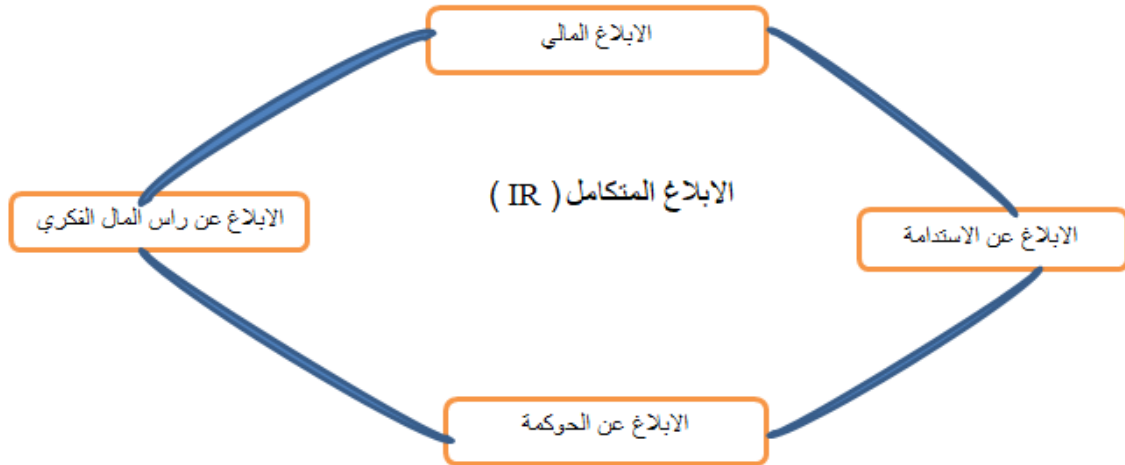 الابلاغ المالي
الابلاغ المتكامل ( IR )
الابلاغ عن راس المال الفكري
الابلاغ عن الاستدامة
الابلاغ عن الحوكمة